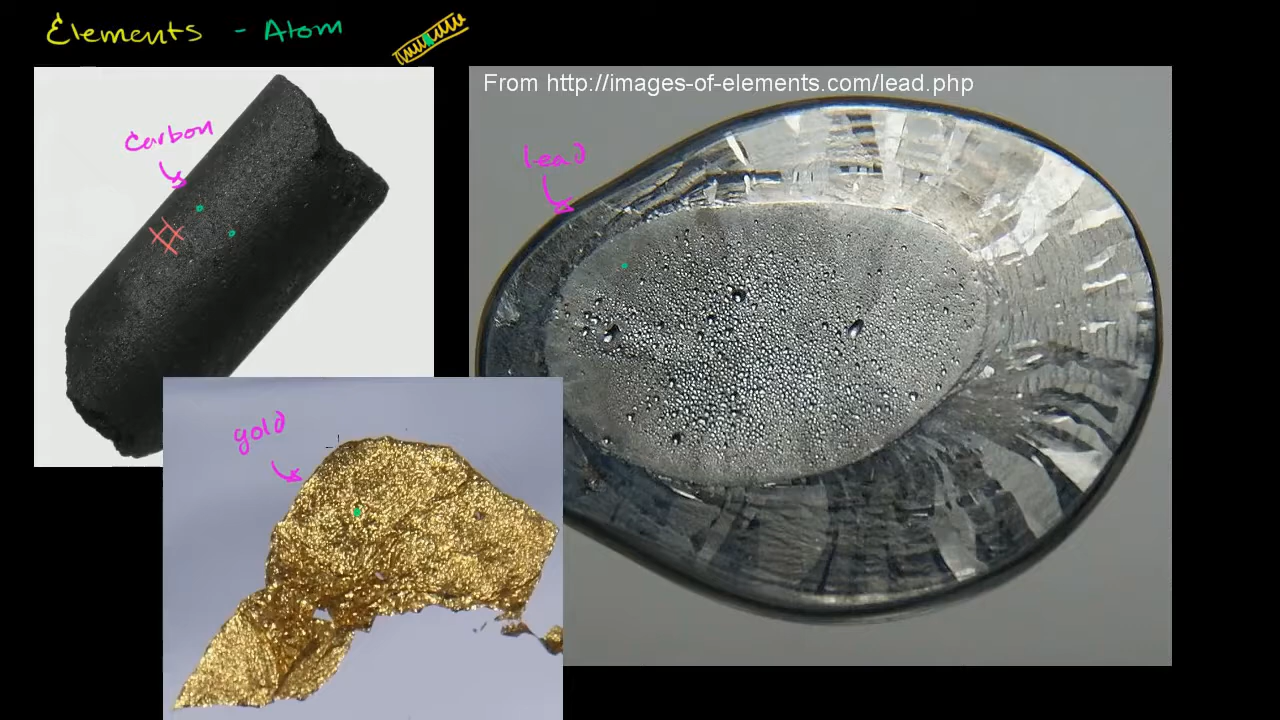 Elements - Atom
From http://images-of-elements.com/lead.php
Carbon
lead
gold